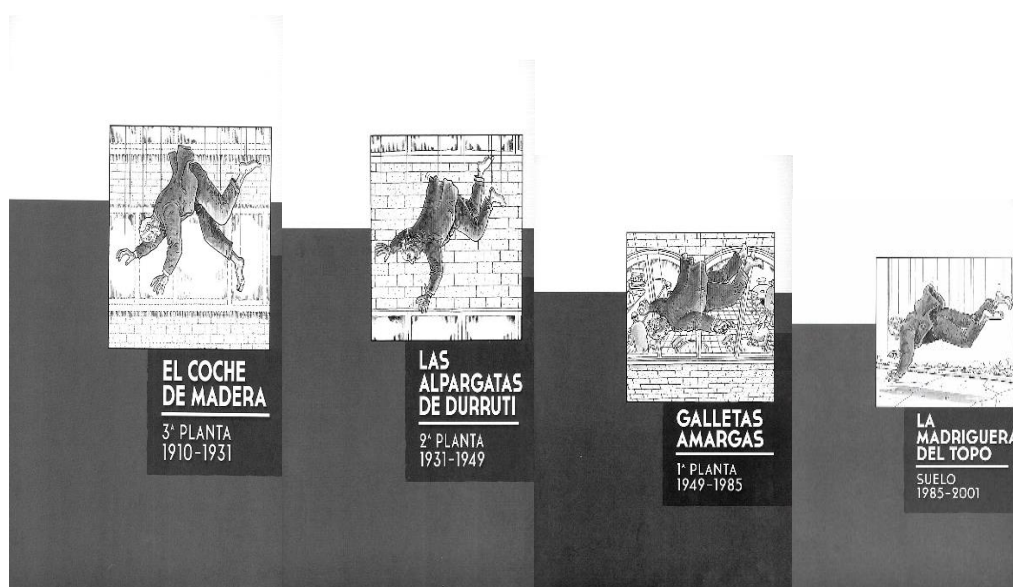 EL COCHE
DE MADERA
3ª PLANTA
1910-1931
LAS
ALPARGATAS
DE DURRUTI
2ª PLANTA
1931-1949
GALLETAS
AMARGAS
1ª PLANTA
1949-1985
LA
MADRIGUERA
DEL TOPO
SUELO
1985-2001